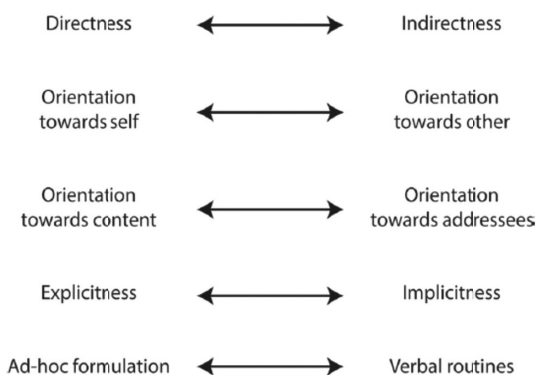 Directness Indirectness
Orientation Orientation
towards self towards other
Orientation Orientation
towards content towards addressees
Explicitness Implicitness
Ad-hoc formulation Verbal routines